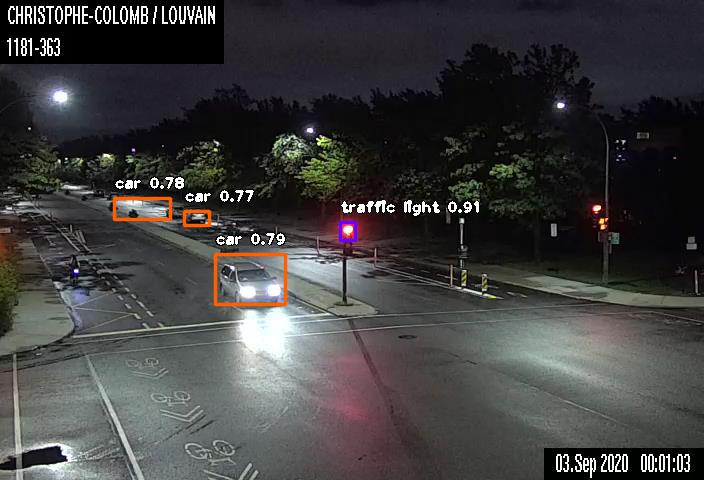 CHRISTOPHE-COLOMB / LOUVAIN
1181-363
car 0.78
car 0.77
traffic light 0.91
car 0.79
03.Sep 2020 00:01:03